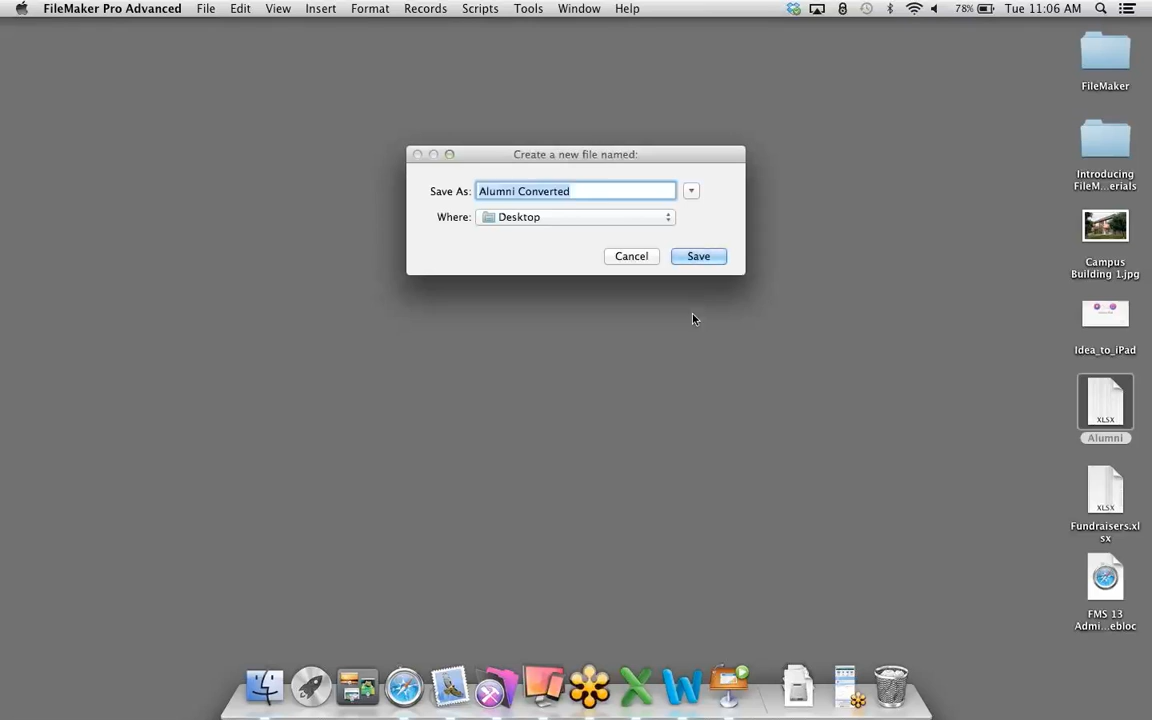 FileMaker Pro Advanced File Edit View Insert Format Records Scripts Tools Window Help 78% Tue 11:06 AM
FileMaker
Create a new file named:
Save As: Alumni Converted
Where: Desktop
Cancel Save
Introducing
FileM...erials
Campus
Building 1.jpg
Idea_to_iPad
XLSX
Alumni
XLSX
Fundraisers.xl
sx
FMS 13
Admi...ebloc